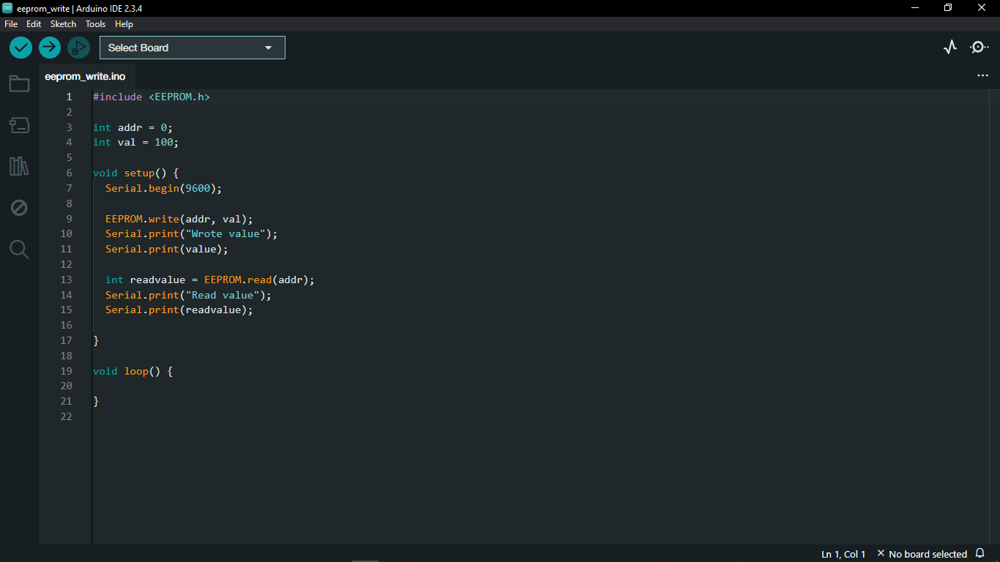 eeprom_write | Arduino IDE 2.3.4
File Edit Sketch Tools Help
Select Board
eeprom_write.ino
1 #include <EEPROM.h>
2
3 int addr = 0;
4 int val = 100;
5
6 void setup() {
7 Serial.begin(9600);
8
9 EEPROM.write(addr, val);
10 Serial.print("Wrote value");
11 Serial.print(value);
12
13 int readvalue = EEPROM.read(addr);
14 Serial.print("Read value");
15 Serial.print(readvalue);
16
17 }
18
19 void loop() {
20
21 }
22
Ln 1, Col 1 × No board selected